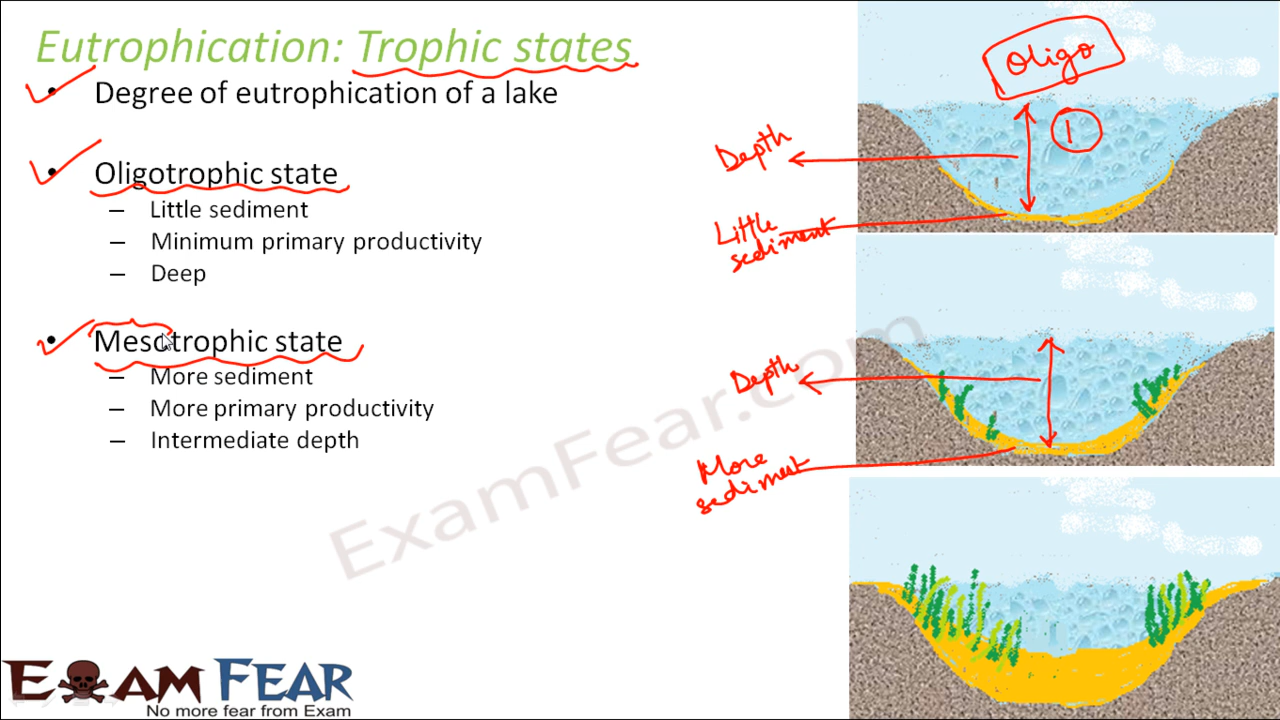 Eutrophication: Trophic states
• Degree of eutrophication of a lake
• Oligotrophic state
– Little sediment
– Minimum primary productivity
– Deep
• Mesotrophic state
– More sediment
– More primary productivity
– Intermediate depth
Oligo
1
Depth
Little
sediment
Depth
More
sediment
ExamFear.com
EXAM FEAR
No more fear from Exam